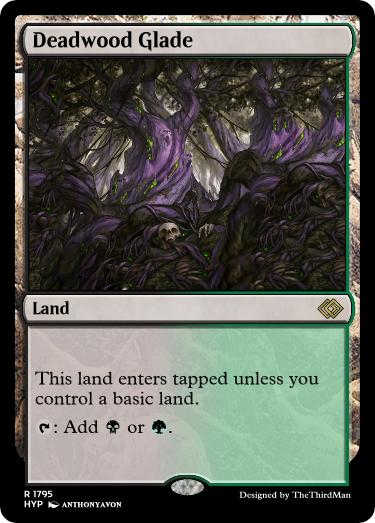 Deadwood Glade
Land
This land enters tapped unless you
control a basic land.
: Add or .
R 1795
HYP ANTHONYAVON
Designed by TheThirdMan